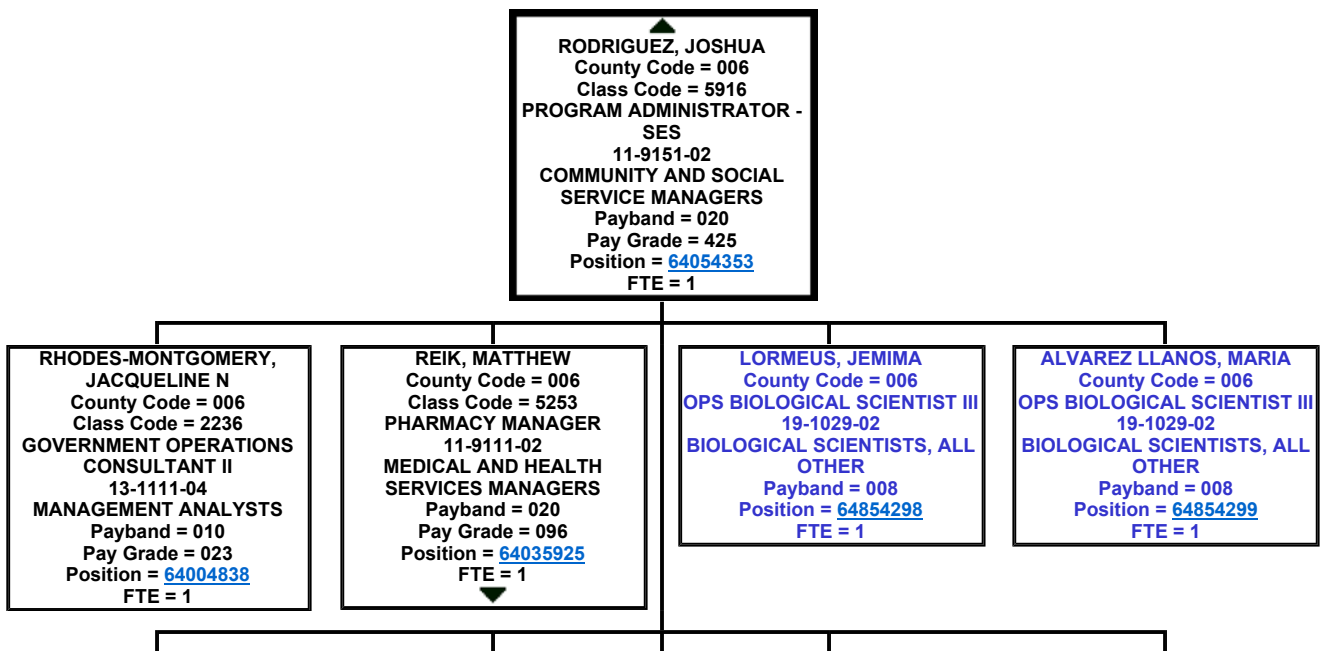 RODRIGUEZ, JOSHUA
County Code = 006
Class Code = 5916
PROGRAM ADMINISTRATOR -
SES
11-9151-02
COMMUNITY AND SOCIAL
SERVICE MANAGERS
Payband = 020
Pay Grade = 425
Position = 64054353
FTE = 1
RHODES-MONTGOMERY,
JACQUELINE N
County Code = 006
Class Code = 2236
GOVERNMENT OPERATIONS
CONSULTANT II
13-1111-04
MANAGEMENT ANALYSTS
Payband = 010
Pay Grade = 023
Position = 64004838
FTE = 1
REIK, MATTHEW
County Code = 006
Class Code = 5253
PHARMACY MANAGER
11-9111-02
MEDICAL AND HEALTH
SERVICES MANAGERS
Payband = 020
Pay Grade = 096
Position = 64035925
FTE = 1
LORMEUS, JEMIMA
County Code = 006
OPS BIOLOGICAL SCIENTIST III
19-1029-02
BIOLOGICAL SCIENTISTS, ALL
OTHER
Payband = 008
Position = 64854298
FTE = 1
ALVAREZ LLANOS, MARIA
County Code = 006
OPS BIOLOGICAL SCIENTIST III
19-1029-02
BIOLOGICAL SCIENTISTS, ALL
OTHER
Payband = 008
Position = 64854299
FTE = 1